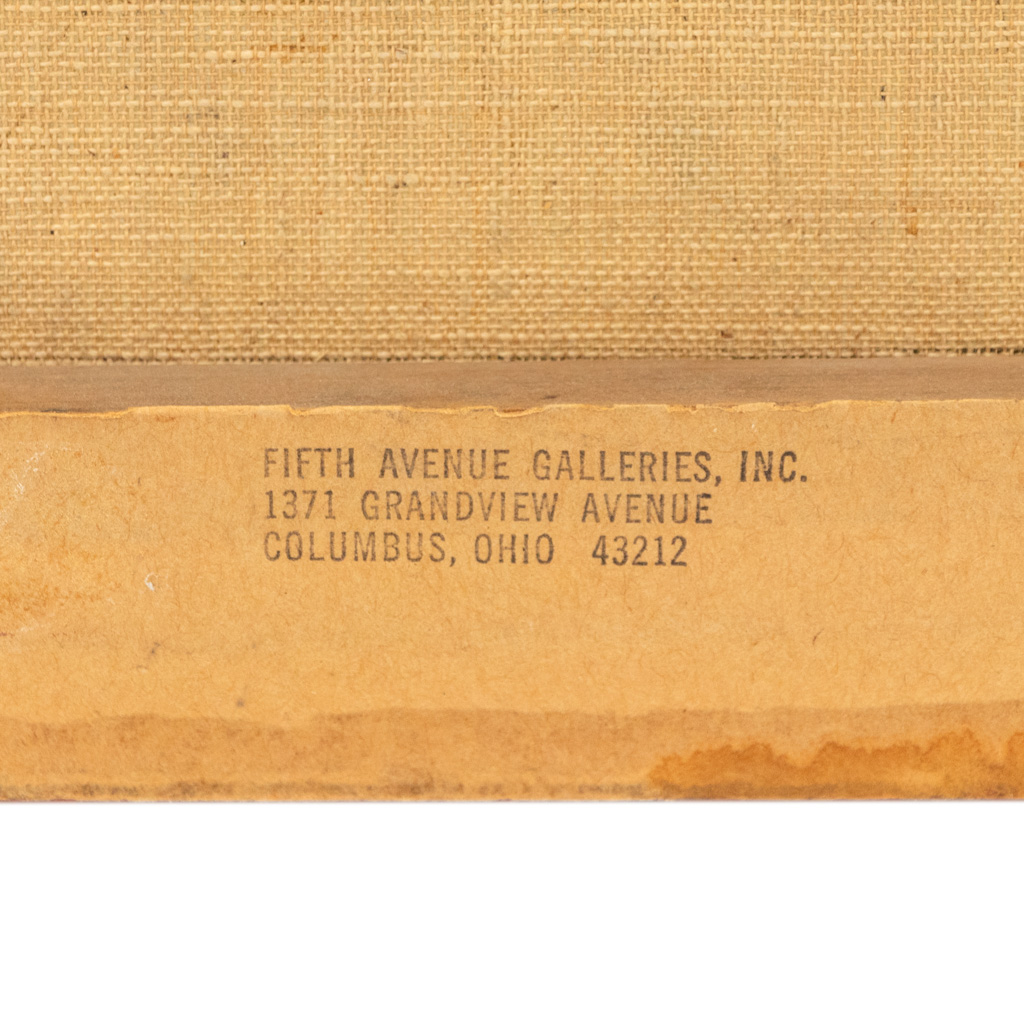 FIFTH AVENUE GALLERIES, INC.
1371 GRANDVIEW AVENUE
COLUMBUS, OHIO 43212